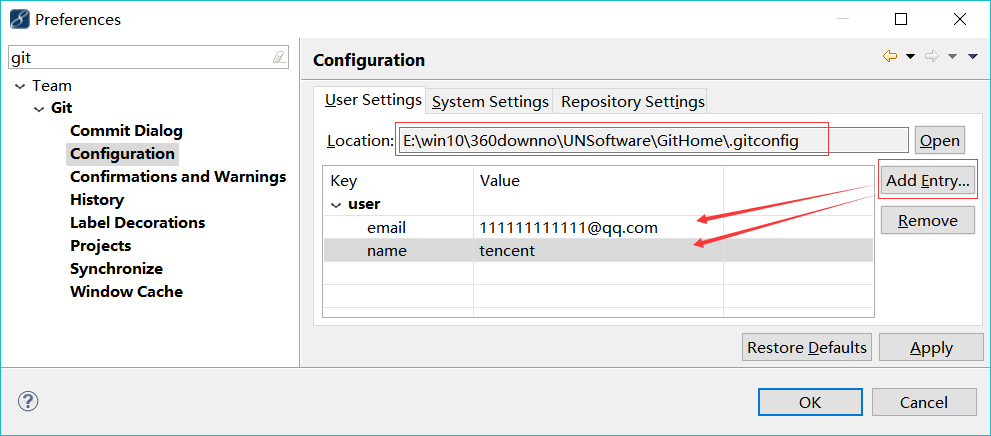 Preferences
git
Configuration
Team
Git
Commit Dialog
Configuration
Confirmations and Warnings
History
Label Decorations
Projects
Synchronize
Window Cache
User Settings System Settings Repository Settings
Location: E:\win10\360downno\UNSoftware\GitHome\.gitconfig Open
Key Value Add Entry...
user
email 111111111111@qq.com Remove
name tencent
Restore Defaults Apply
? OK Cancel